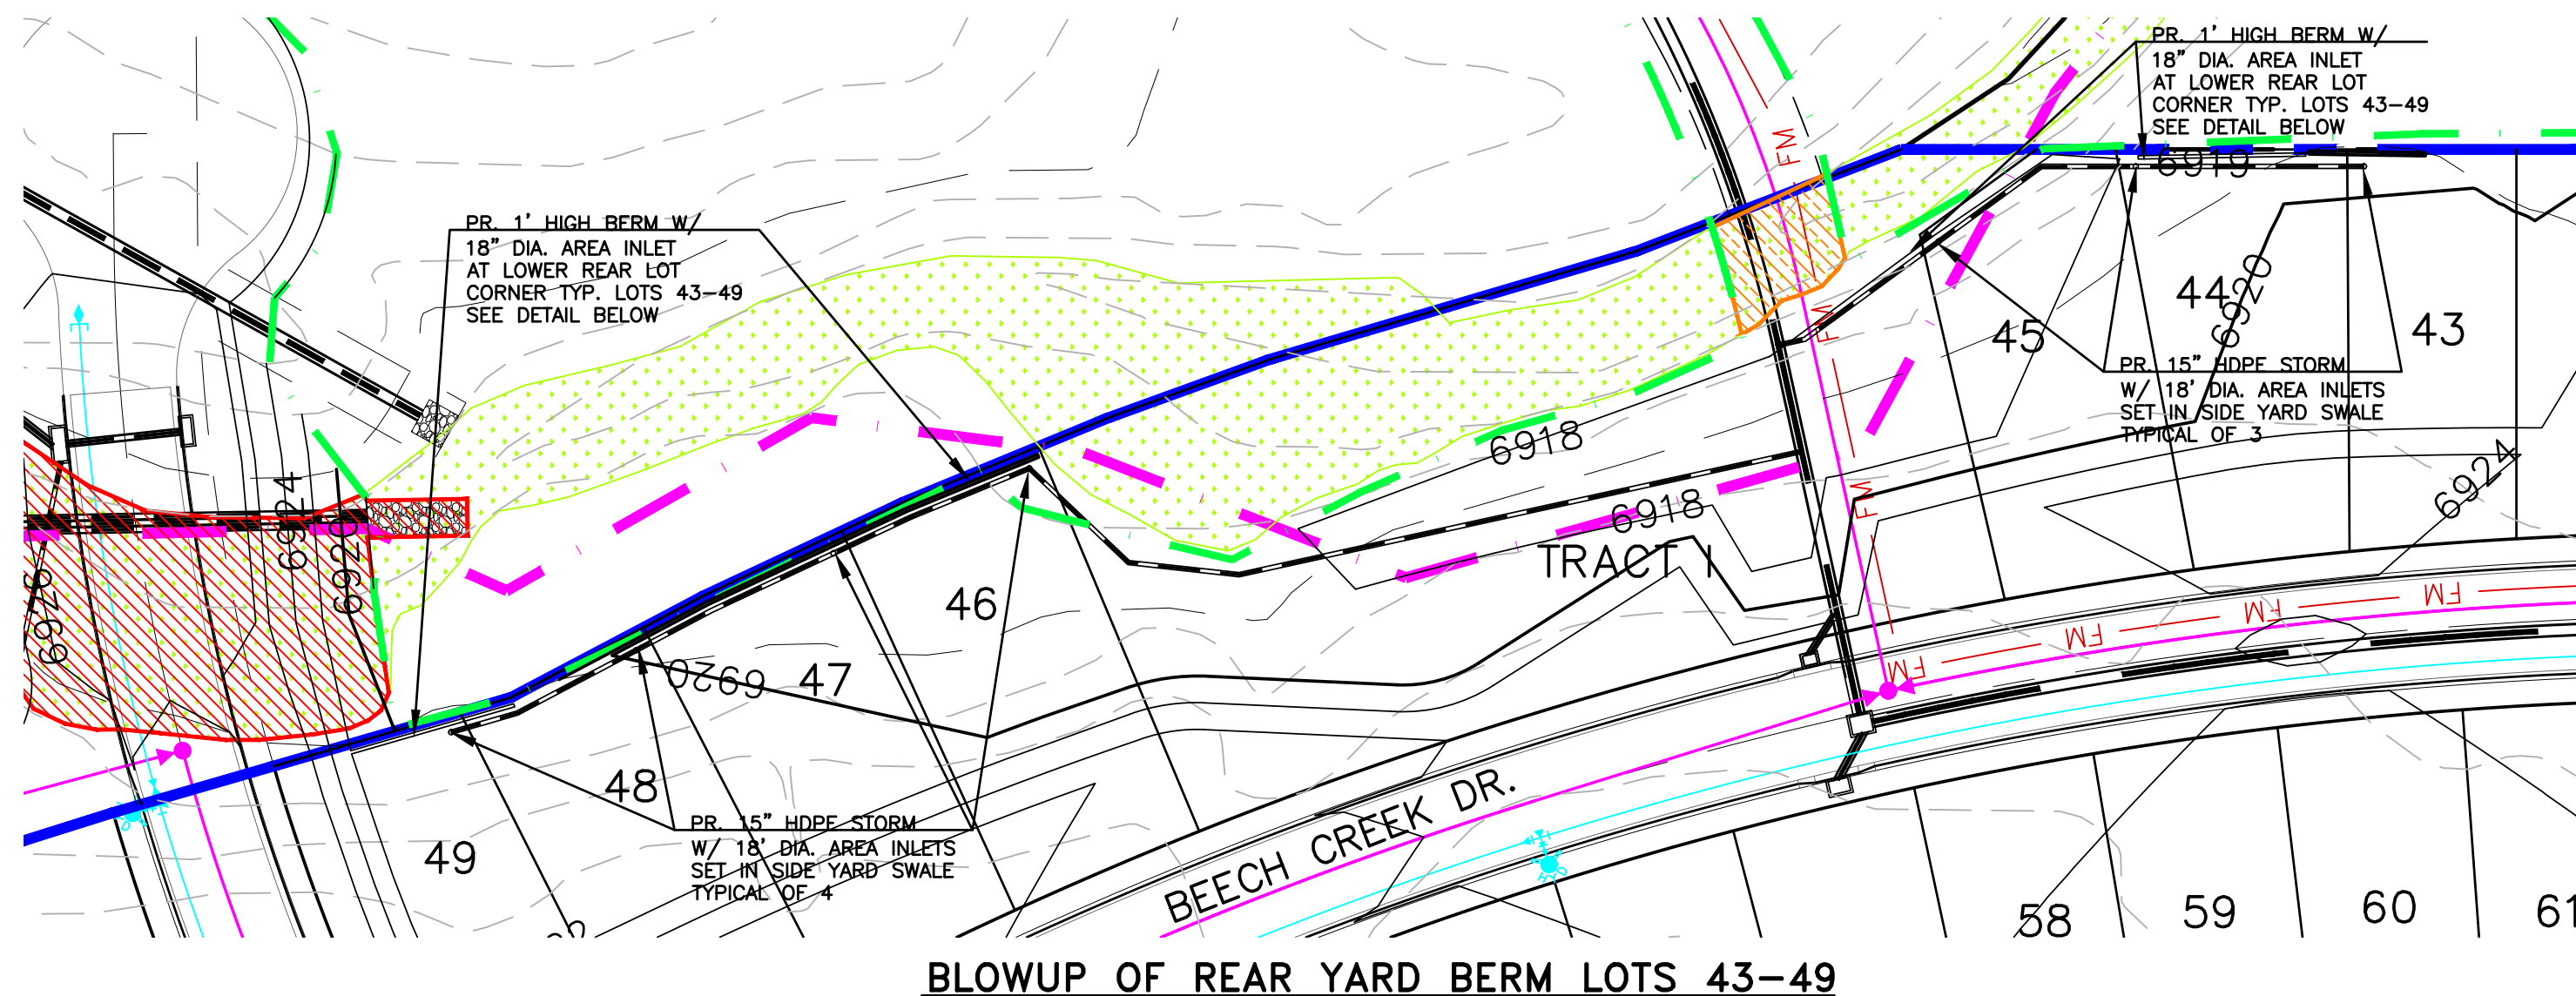 PR. 1' HIGH BERM W/
18" DIA. AREA INLET
AT LOWER REAR LOT
CORNER TYP. LOTS 43-49
SEE DETAIL BELOW
PR. 1' HIGH BERM W/
18" DIA. AREA INLET
AT LOWER REAR LOT
CORNER TYP. LOTS 43-49
SEE DETAIL BELOW
FM
6919
44
6920
43
45
FM
PR. 15" HDPE STORM
W/ 18' DIA. AREA INLETS
SET IN SIDE YARD SWALE
TYPICAL OF 3
6918
6918
6924
FM
TRACT I
6924
6920
6926
46
47
6920
48
49
FM
FM
FM
FM
PR. 15" HDPE STORM
W/ 18' DIA. AREA INLETS
SET IN SIDE YARD SWALE
TYPICAL OF 4
BEECH CREEK DR.
HYD
58
59
60
61
BLOWUP OF REAR YARD BERM LOTS 43-49